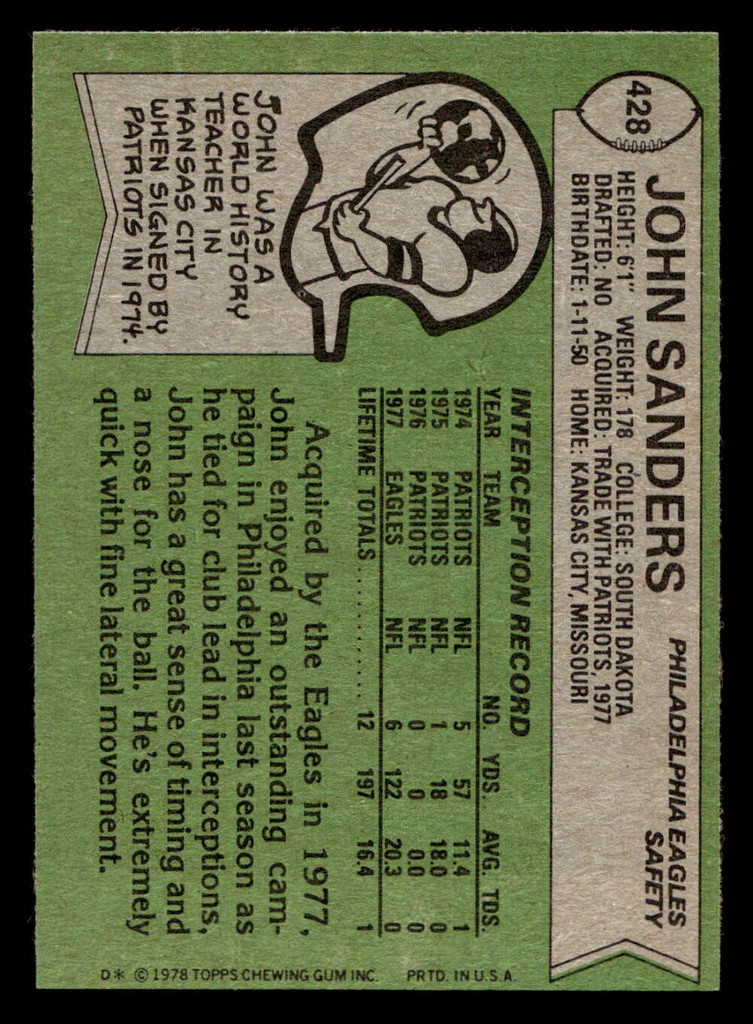 428
JOHN SANDERS
PHILADELPHIA EAGLES
SAFETY
HEIGHT: 6'1" WEIGHT: 178 COLLEGE: SOUTH DAKOTA
DRAFTED: NO ACQUIRED: TRADE WITH PATRIOTS, 1977
BIRTHDATE: 1-11-50 HOME: KANSAS CITY, MISSOURI
JOHN WAS A
WORLD HISTORY
TEACHER IN
KANSAS CITY
WHEN SIGNED BY
PATRIOTS IN 1974.
INTERCEPTION RECORD
YEAR TEAM NO. YDS. AVG. TDS.
1974 PATRIOTS NFL 5 57 11.4 1
1975 PATRIOTS NFL 1 18 18.0 0
1976 PATRIOTS NFL 0 0 0.0 0
1977 EAGLES NFL 6 122 20.3 0
LIFETIME TOTALS ............ 12 197 16.4 1
Acquired by the Eagles in 1977,
John enjoyed an outstanding cam-
paign in Philadelphia last season as
he tied for club lead in interceptions,
John has a great sense of timing and
a nose for the ball. He's extremely
quick with fine lateral movement.
D* © 1978 TOPPS CHEWING GUM INC. PRTD. IN U.S.A.